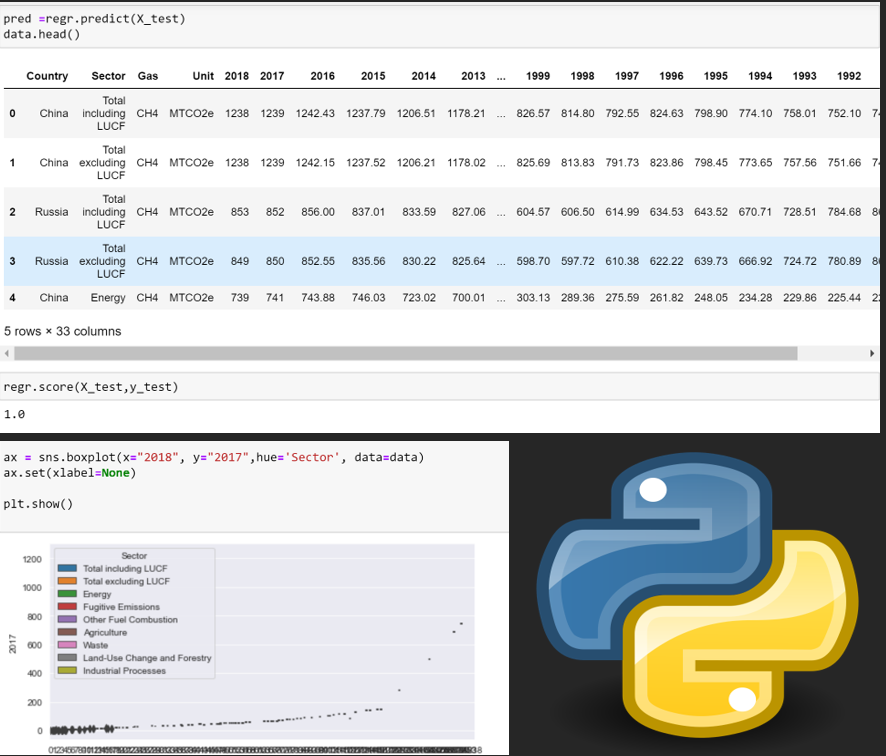 pred =regr.predict(X_test)
data.head()
Country Sector Gas Unit 2018 2017 2016 2015 2014 2013 ... 1999 1998 1997 1996 1995 1994 1993 1992
0 China Total including LUCF CH4 MTCO2e 1238 1239 1242.43 1237.79 1206.51 1178.21 ... 826.57 814.80 792.55 824.63 798.90 774.10 758.01 752.10
1 China Total excluding LUCF CH4 MTCO2e 1238 1239 1242.15 1237.52 1206.21 1178.02 ... 825.69 813.83 791.73 823.86 798.45 773.65 757.56 751.66
2 Russia Total including LUCF CH4 MTCO2e 853 852 856.00 837.01 833.59 827.06 ... 604.57 606.50 614.99 634.53 643.52 670.71 728.51 784.68
3 Russia Total excluding LUCF CH4 MTCO2e 849 850 852.55 835.56 830.22 825.64 ... 598.70 597.72 610.38 622.22 639.73 666.92 724.72 780.89
4 China Energy CH4 MTCO2e 739 741 743.88 746.03 723.02 700.01 ... 303.13 289.36 275.59 261.82 248.05 234.28 229.86 225.44
5 rows × 33 columns
regr.score(X_test,y_test)
1.0
ax = sns.boxplot(x="2018", y="2017",hue='Sector', data=data)
ax.set(xlabel=None)
plt.show()
Sector
Total including LUCF
Total excluding LUCF
Energy
Fugitive Emissions
Other Fuel Combustion
Agriculture
Waste
Land-Use Change and Forestry
Industrial Processes
2017
1200
1000
800
600
400
200
0